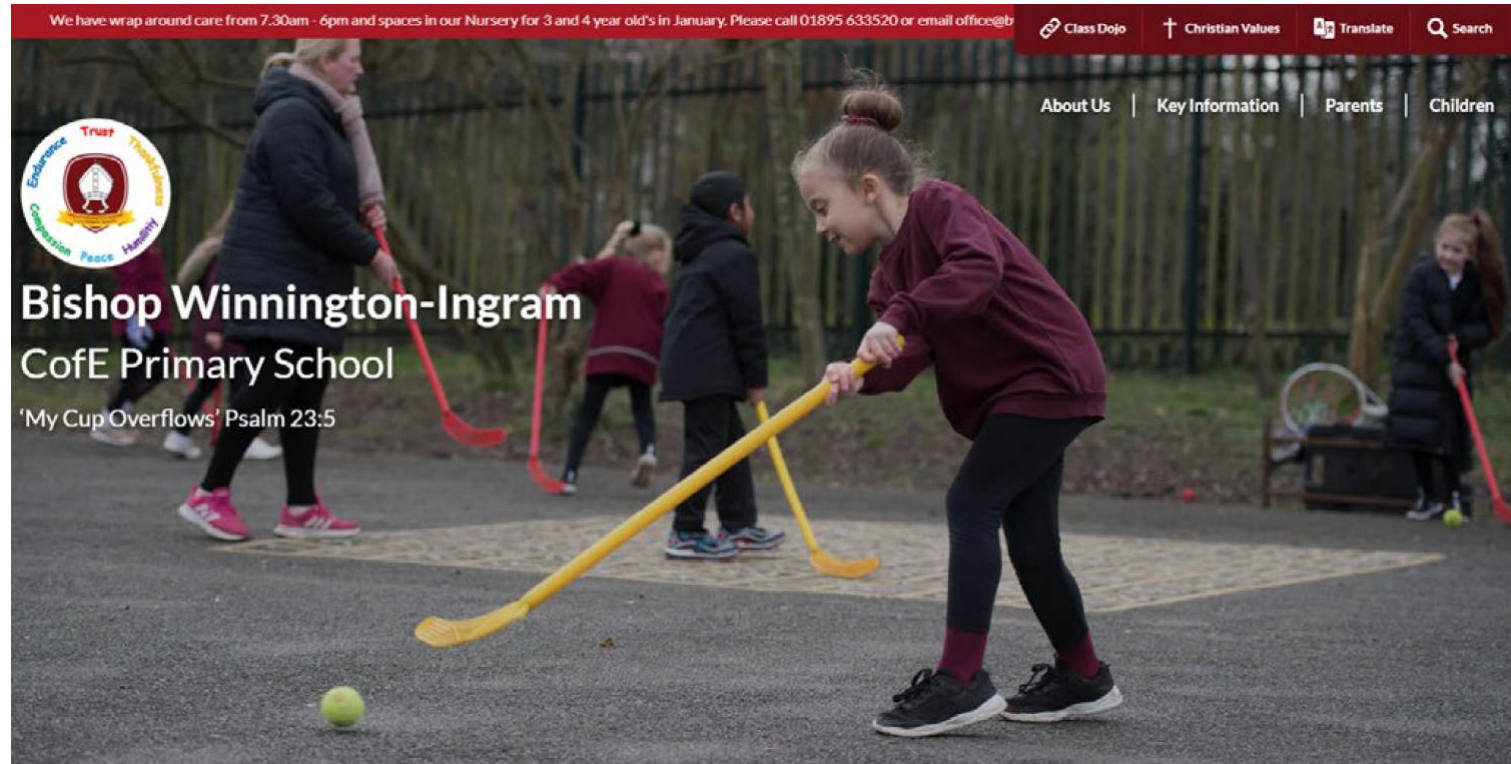 We have wrap around care from 7.30am - 6pm and spaces in our Nursery for 3 and 4 year old's in January. Please call 01895 633520 or email office@b
Class Dojo
Christian Values
Translate
Search
About Us
Key Information
Parents
Children
Trust
Thankfulness
Humility
Peace
Compassion
Endurance
Bishop Winnington-Ingram
CofE Primary School
‘My Cup Overflows’ Psalm 23:5